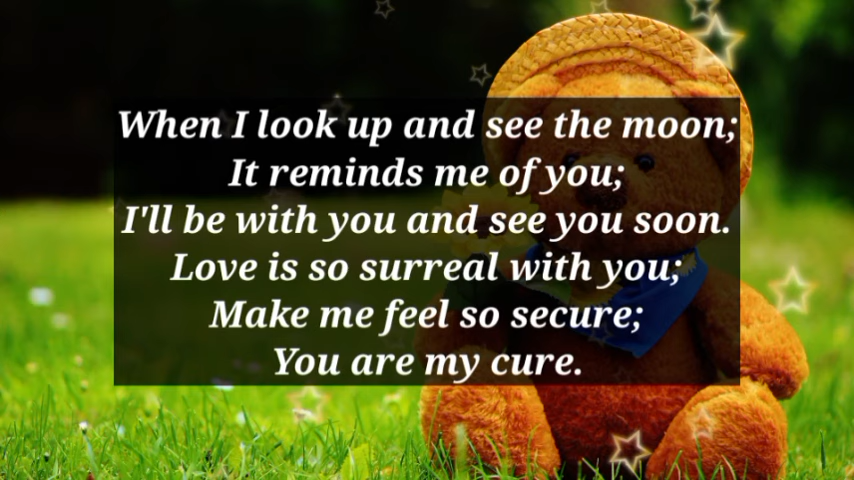 When I look up and see the moon;
It reminds me of you;
I'll be with you and see you soon.
Love is so surreal with you;
Make me feel so secure;
You are my cure.